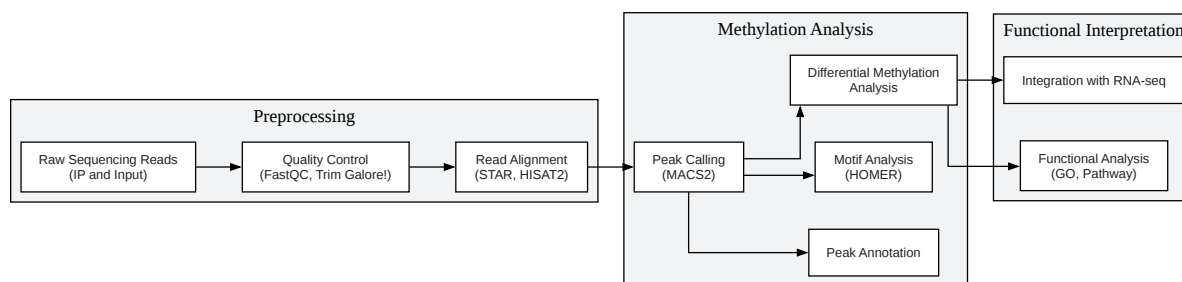 Preprocessing
Raw Sequencing Reads
(IP and Input)
Quality Control
(FastQC, Trim Galore!)
Read Alignment
(STAR, HISAT2)
Methylation Analysis
Peak Calling
(MACS2)
Differential Methylation
Analysis
Motif Analysis
(HOMER)
Peak Annotation
Functional Interpretation
Integration with RNA-seq
Functional Analysis
(GO, Pathway)